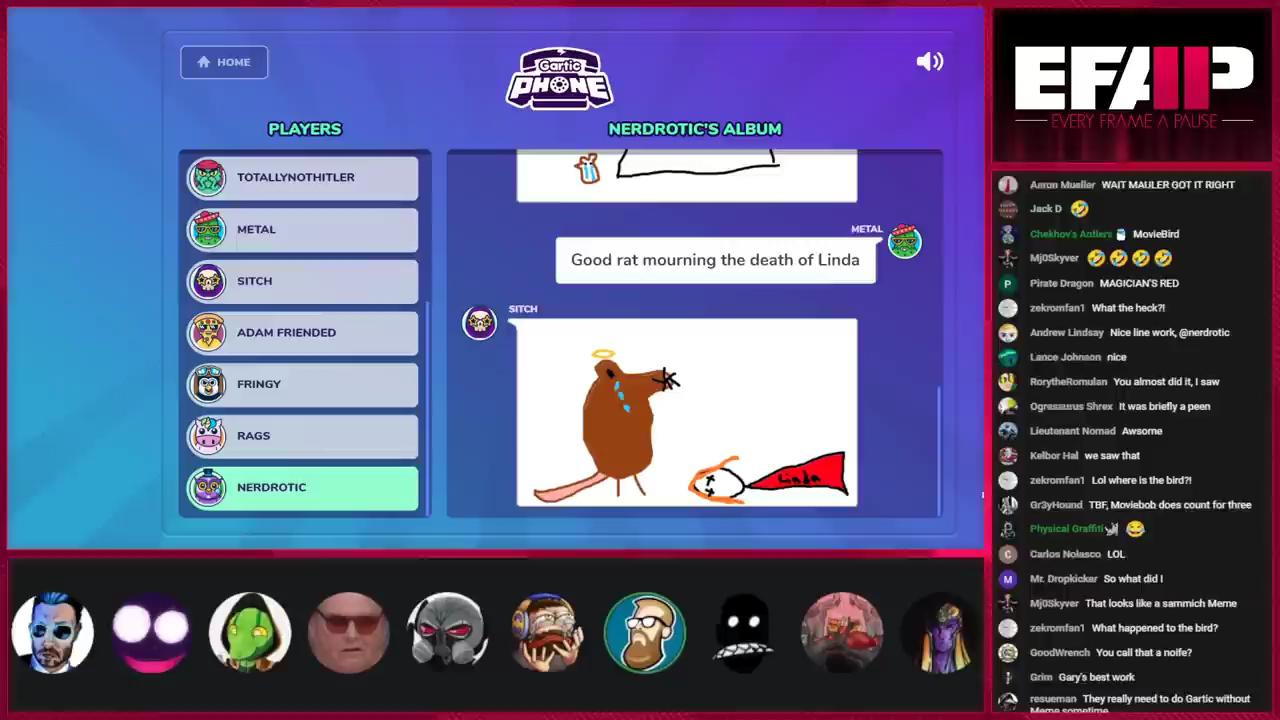 HOME
Gartic
PHONE
PLAYERS
NERDROTIC'S ALBUM
TOTALLYNOTHITLER
METAL
SITCH
ADAM FRIENDED
FRINGY
RAGS
NERDROTIC
METAL
Good rat mourning the death of Linda
SITCH
Linda
EFAP
EVERY FRAME A PAUSE
Aaron Mueller WAIT MAULER GOT IT RIGHT
Jack D 🤣
Chekhov's Antlers MovieBird
Mj0Skyver 🤣🤣🤣🤣
P Pirate Dragon MAGICIAN'S RED
zekromfan1 What the heck?!
Andrew Lindsay Nice line work, @nerdrotic
Lance Johnson nice
RorytheRomulan You almost did it, I saw
Ogresaurus Shrex It was briefly a peen
Lieutenant Nomad Awsome
Kelbor Hal we saw that
zekromfan1 Lol where is the bird?!
Gr3yHound TBF, Moviebob does count for three
Physical Graffiti 😂
C Carlos Nolasco LOL
M Mr. Dropkicker So what did I
Mj0Skyver That looks like a sammich Meme
zekromfan1 What happened to the bird?
GoodWrench You call that a noife?
Grim Gary's best work
resueman They really need to do Gartic without
Meme sometime